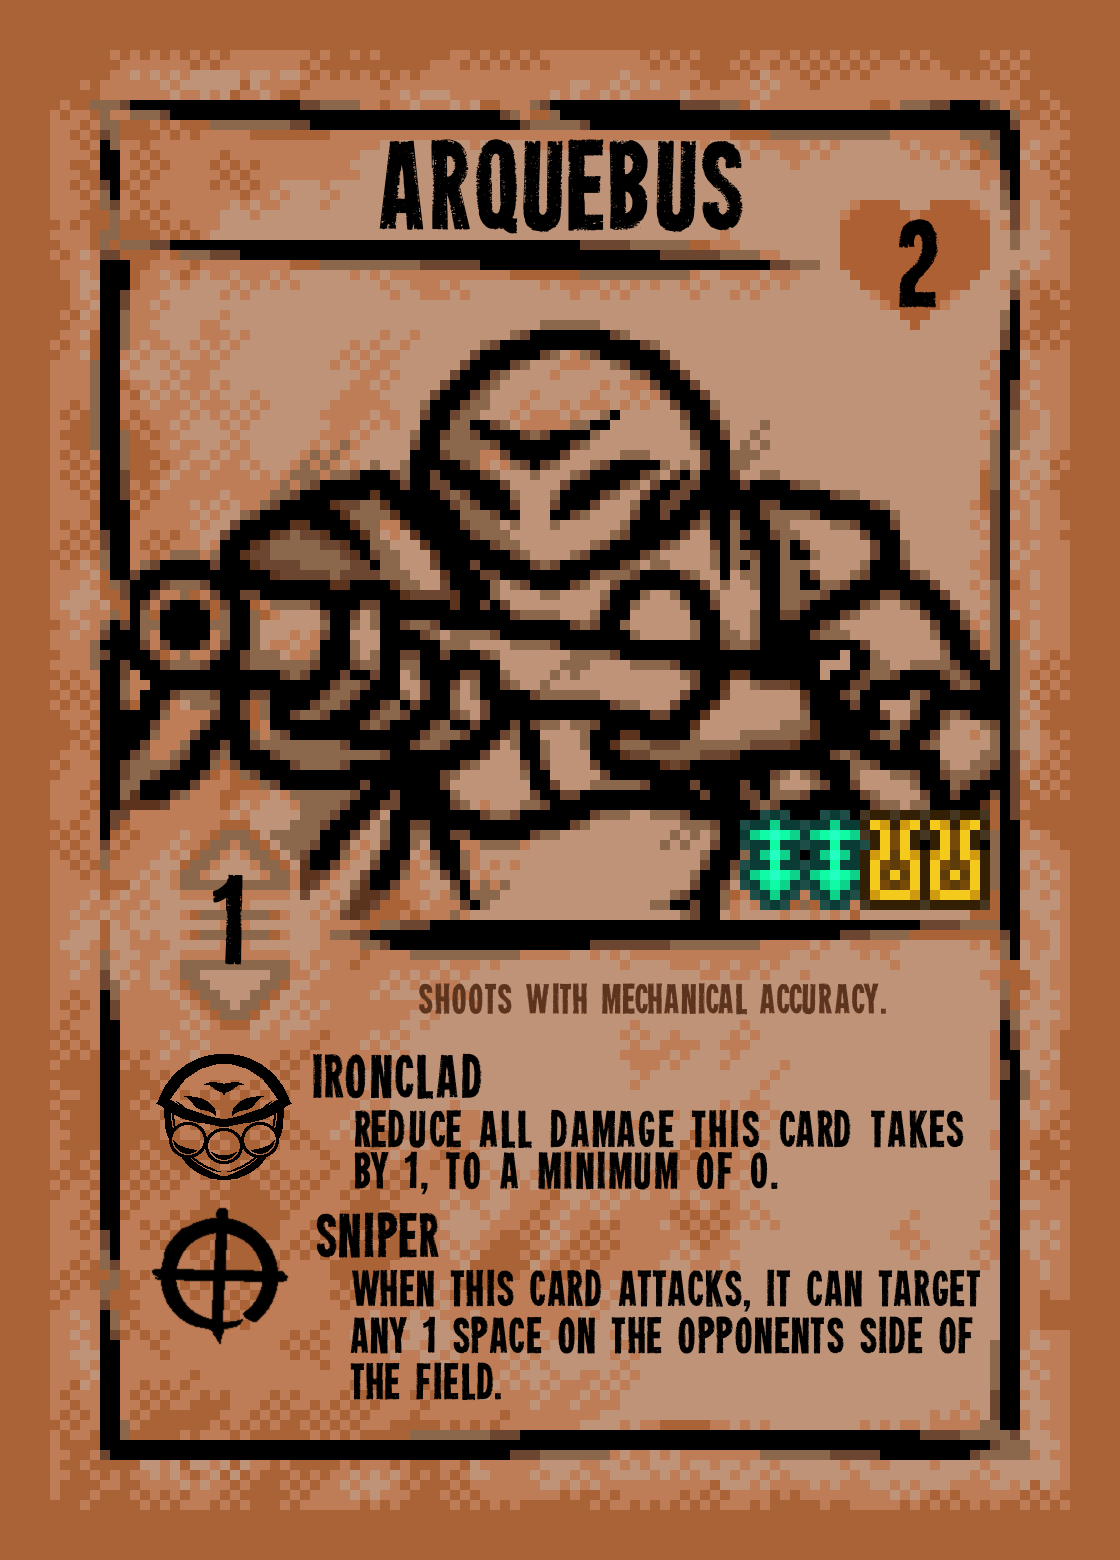 ARQUEBUS
2
1
SHOOTS WITH MECHANICAL ACCURACY.
IRONCLAD
REDUCE ALL DAMAGE THIS CARD TAKES
BY 1, TO A MINIMUM OF 0.
SNIPER
WHEN THIS CARD ATTACKS, IT CAN TARGET
ANY 1 SPACE ON THE OPPONENTS SIDE OF
THE FIELD.